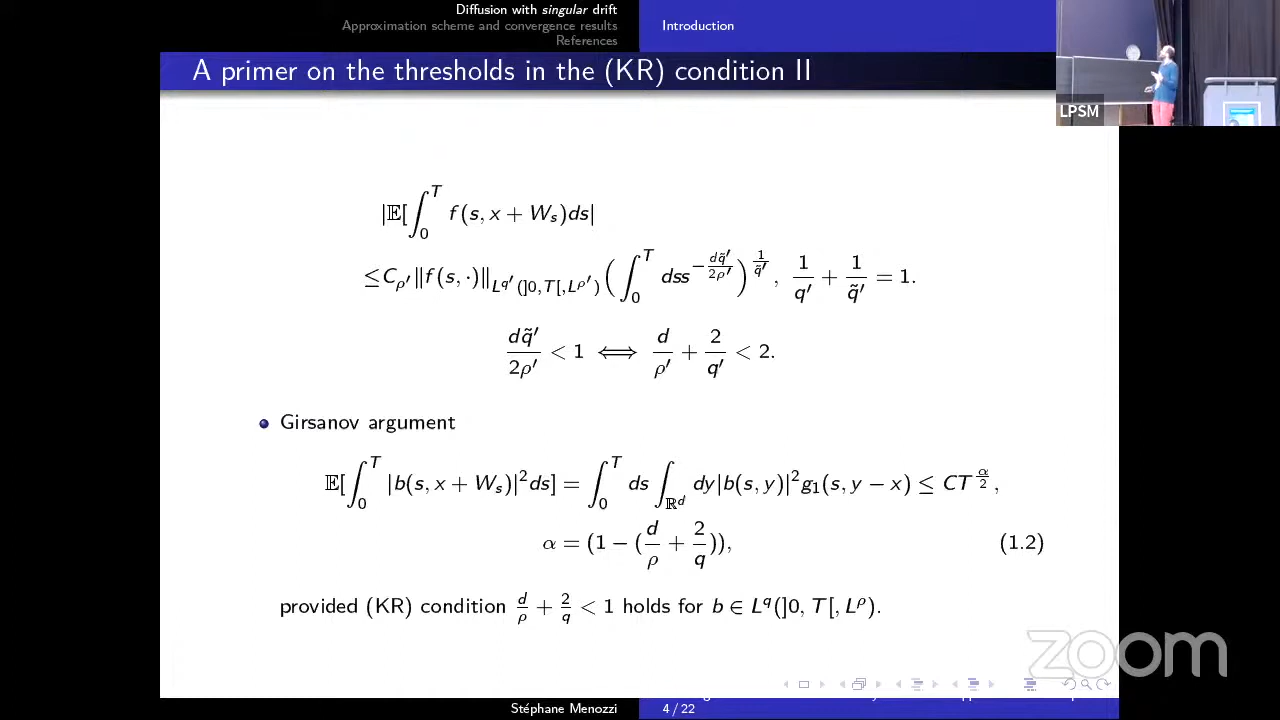 Diffusion with singular drift
Approximation scheme and convergence results
References
Introduction
A primer on the thresholds in the (KR) condition II
LPSM
|𝔼[∫₀ᵀ f(s, x + W_s)ds|
≤C_{ρ′}‖f(s, ·)‖_{L^{q′}(]0,T[,L^{ρ′})} (∫₀ᵀ dss^{−dq̃′/2ρ′})^{1/q̃′}, 1/q′ + 1/q̃′ = 1.
dq̃′/2ρ′ < 1 ⟺ d/ρ′ + 2/q′ < 2.
Girsanov argument
𝔼[∫₀ᵀ |b(s, x + W_s)|²ds] = ∫₀ᵀ ds ∫_{ℝ^d} dy|b(s, y)|²g₁(s, y − x) ≤ CT^{α/2},
α = (1 − (d/ρ + 2/q)), (1.2)
provided (KR) condition d/ρ + 2/q < 1 holds for b ∈ L^q(]0, T[, L^ρ).
zoom
Stéphane Menozzi
4 / 22